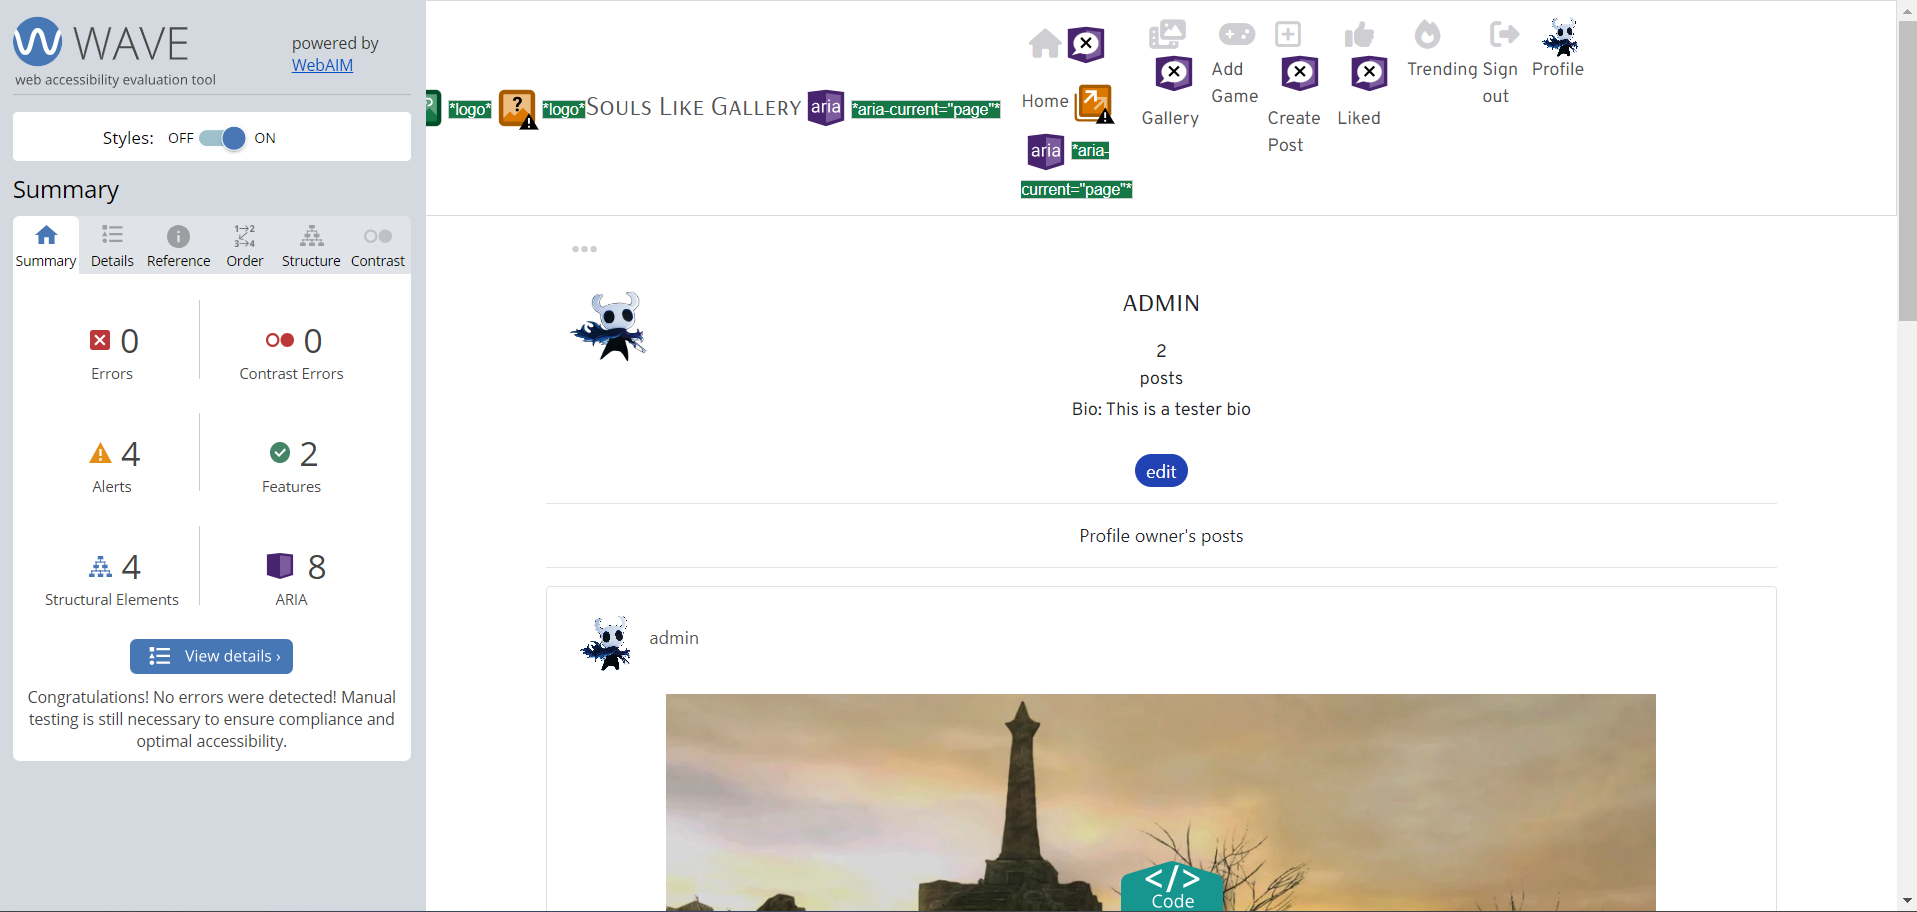 WAVE
web accessibility evaluation tool
powered by
WebAIM
Styles: OFF ON
Summary
Summary Details Reference Order Structure Contrast
1→2
3→4
0
Errors
0
Contrast Errors
4
Alerts
2
Features
4
Structural Elements
8
ARIA
View details ›
Congratulations! No errors were detected! Manual
testing is still necessary to ensure compliance and
optimal accessibility.
*logo* ? *logo* Souls Like Gallery aria *aria-current="page"*
Home
aria *aria-
current="page"*
Gallery
Add
Game
Create
Post
Liked
Trending
Sign
out
Profile
ADMIN
2
posts
Bio: This is a tester bio
edit
Profile owner's posts
admin
</>
Code